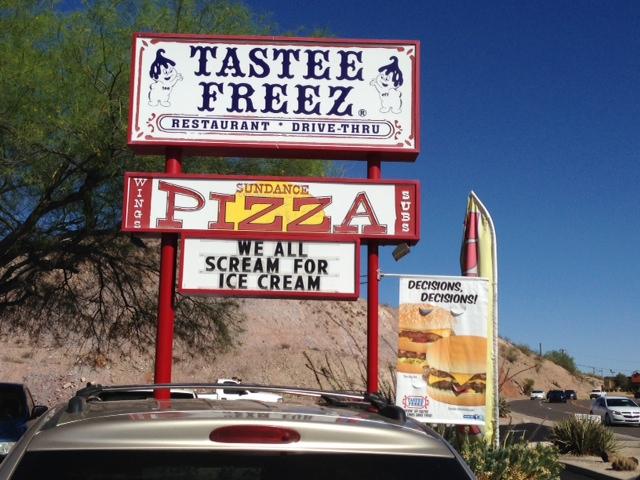 TASTEE
FREEZ®
RESTAURANT • DRIVE-THRU
WINGS
SUNDANCE
PIZZA
SUBS
WE ALL
SCREAM FOR
ICE CREAM
DECISIONS,
DECISIONS!